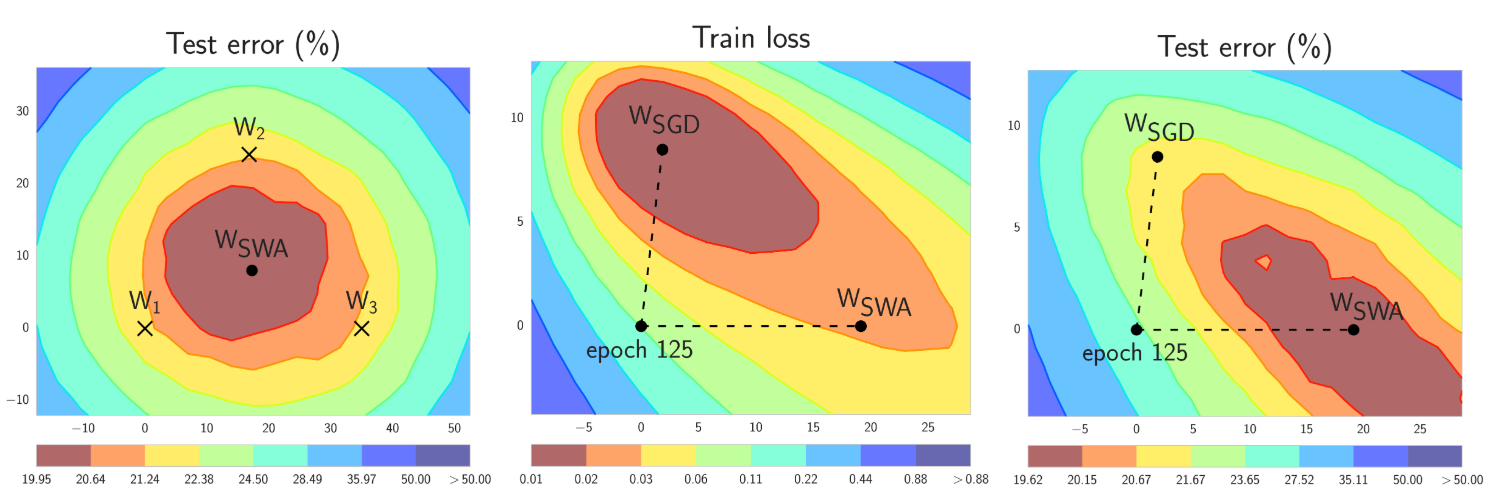 Test error (%)
30
20
10
0
−10
W2
WSWA
W1
W3
−10 0 10 20 30 40 50
19.95 20.64 21.24 22.38 24.50 28.49 35.97 50.00 > 50.00
Train loss
10
5
0
WSGD
WSWA
epoch 125
−5 0 5 10 15 20 25
0.01 0.02 0.03 0.06 0.11 0.22 0.44 0.88 > 0.88
Test error (%)
10
5
0
WSGD
WSWA
epoch 125
−5 0 5 10 15 20 25
19.62 20.15 20.67 21.67 23.65 27.52 35.11 50.00 > 50.00